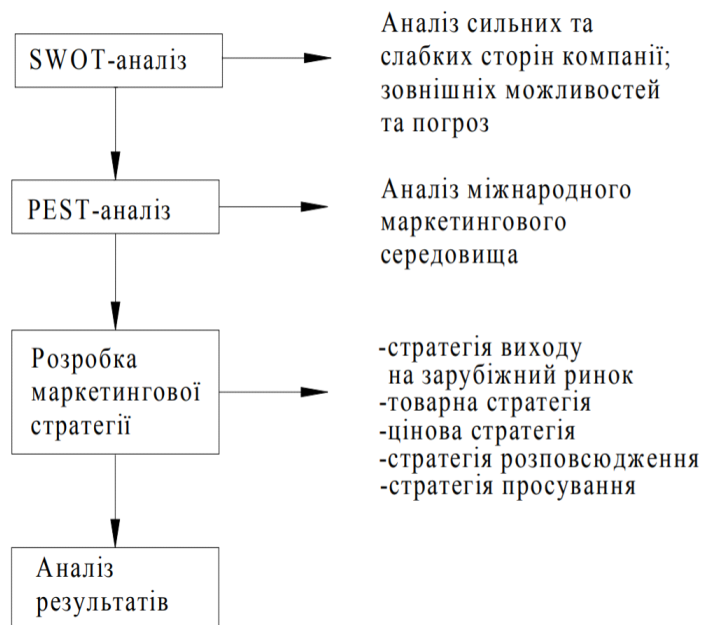 SWOT-аналіз
Аналіз сильних та
слабких сторін компанії;
зовнішніх можливостей
та погроз
PEST-аналіз
Аналіз міжнародного
маркетингового
середовища
Розробка
маркетингової
стратегії
-стратегія виходу
на зарубіжний ринок
-товарна стратегія
-цінова стратегія
-стратегія розповсюдження
-стратегія просування
Аналіз
результатів